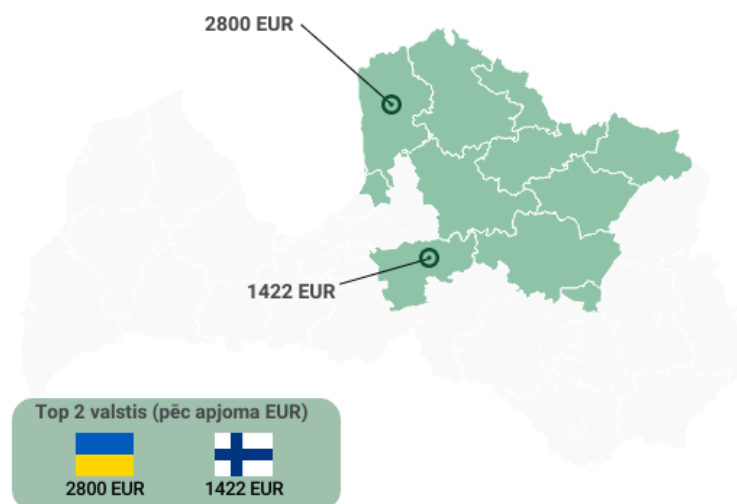 2800 EUR
1422 EUR
Top 2 valstis (pēc apjoma EUR)
2800 EUR
1422 EUR